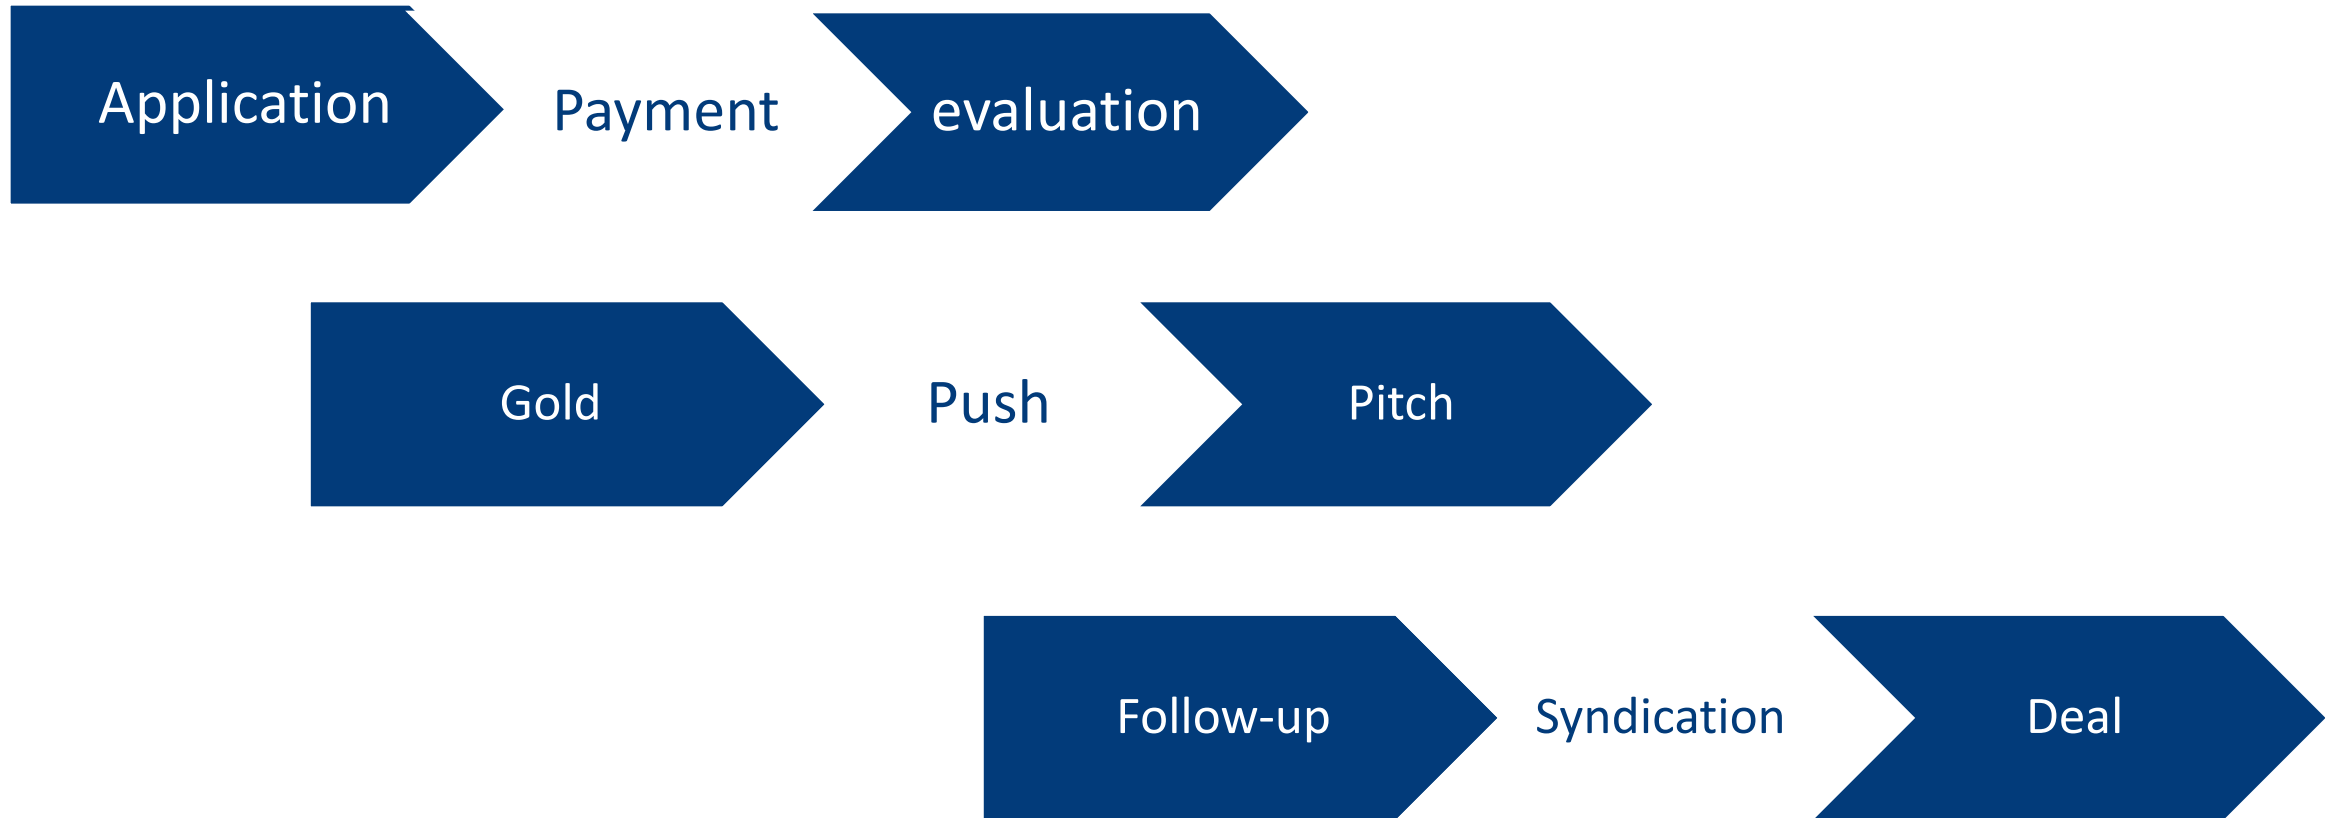 Application Payment evaluation
Gold Push Pitch
Follow-up Syndication Deal